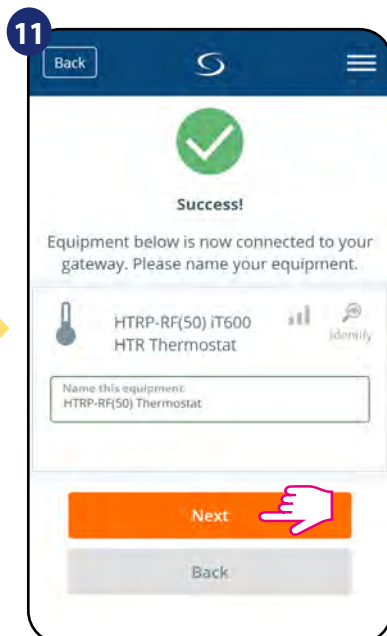 11
Back
Success!
Equipment below is now connected to your
gateway. Please name your equipment.
HTRP-RF(50) iT600
HTR Thermostat
Identify
Name this equipment
HTRP-RF(50) Thermostat
Next
Back